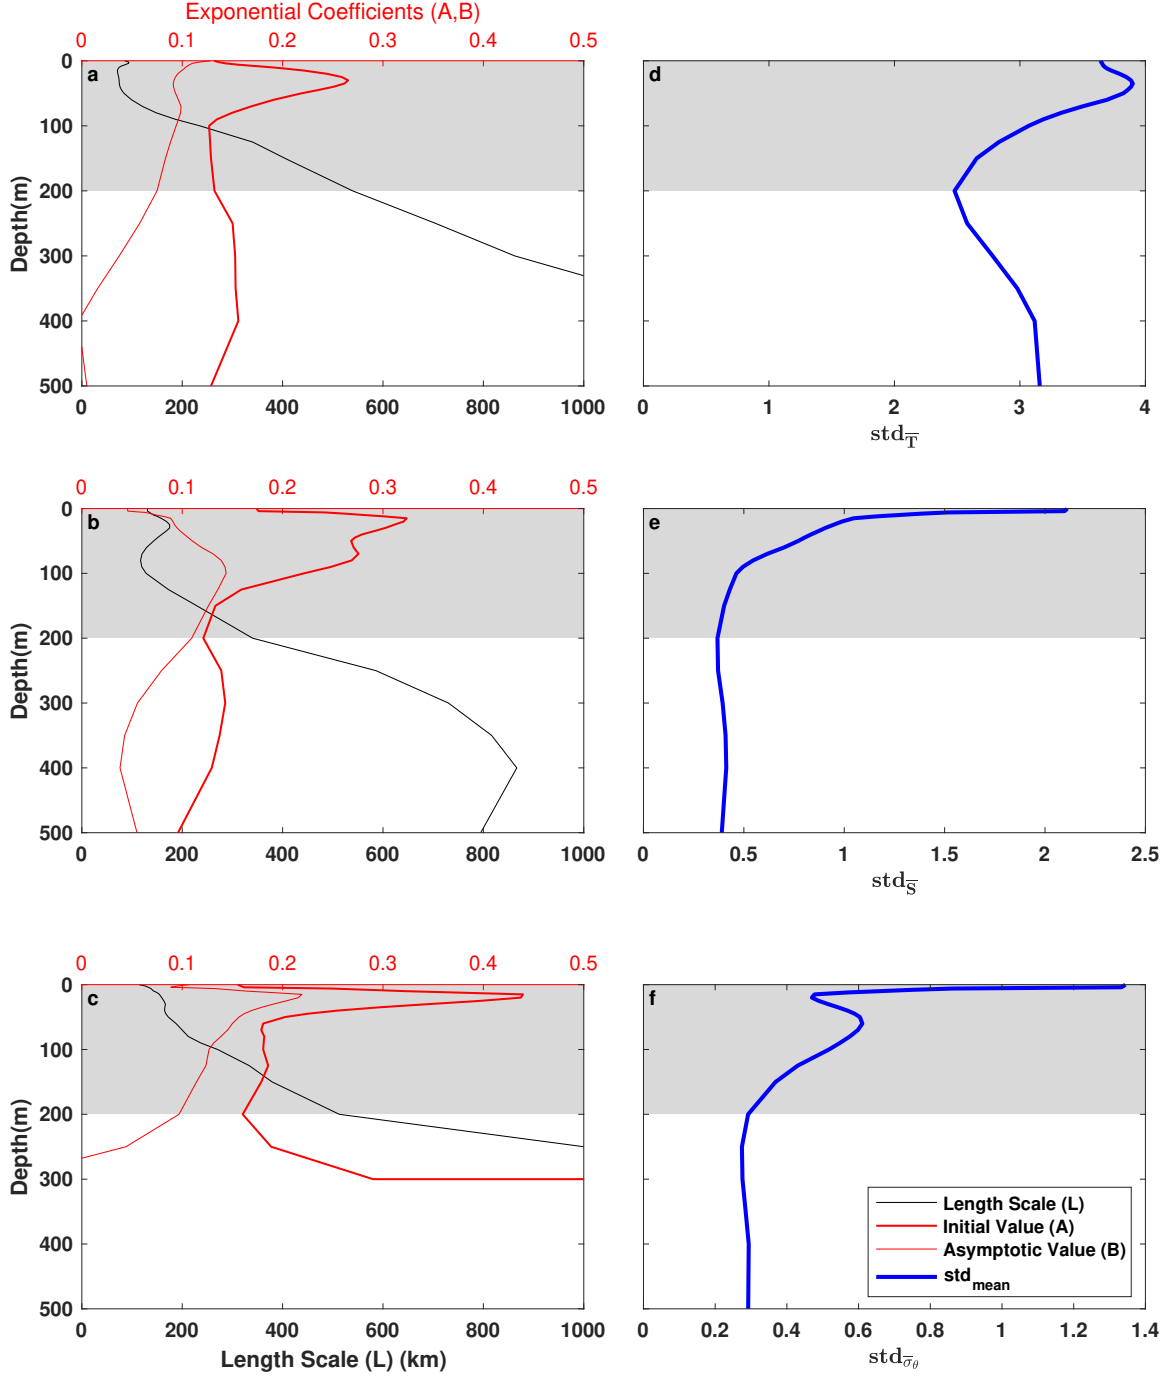 Exponential Coefficients (A,B)
0 0.1 0.2 0.3 0.4 0.5
a
0
100
200
300
400
500
Depth(m)
0 200 400 600 800 1000
d
0 1 2 3 4
std_T̅
0 0.1 0.2 0.3 0.4 0.5
b
0
100
200
300
400
500
Depth(m)
0 200 400 600 800 1000
e
0 0.5 1 1.5 2 2.5
std_S̅
0 0.1 0.2 0.3 0.4 0.5
c
0
100
200
300
400
500
Depth(m)
0 200 400 600 800 1000
Length Scale (L) (km)
f
Length Scale (L)
Initial Value (A)
Asymptotic Value (B)
std_mean
0 0.2 0.4 0.6 0.8 1 1.2 1.4
std_σ̅_θ